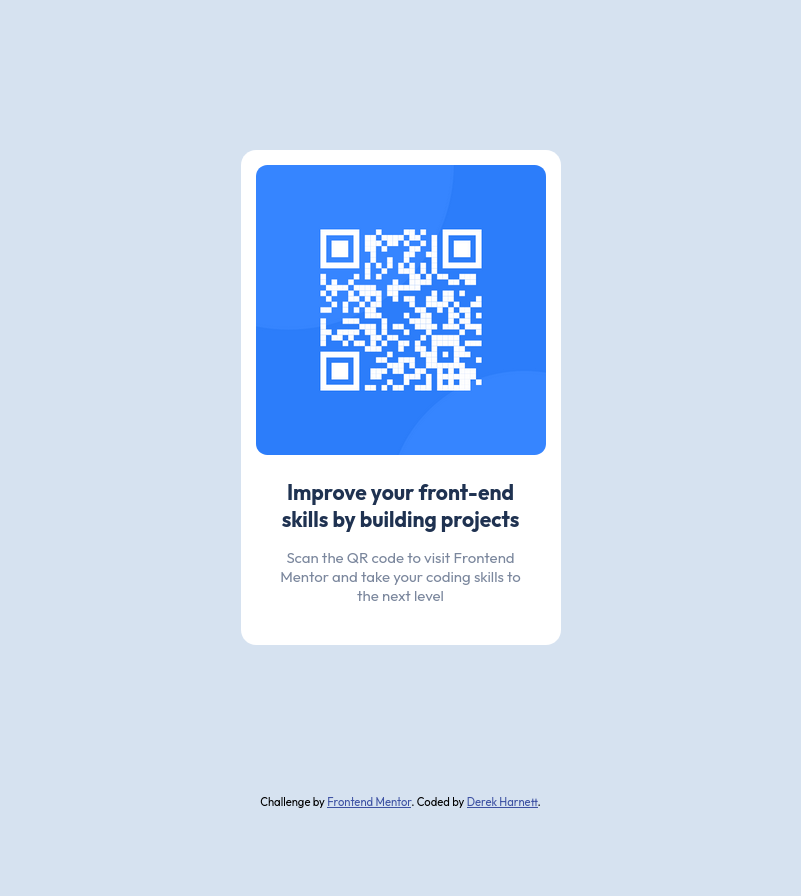 Improve your front-end
skills by building projects
Scan the QR code to visit Frontend
Mentor and take your coding skills to
the next level
Challenge by Frontend Mentor. Coded by Derek Harnett.